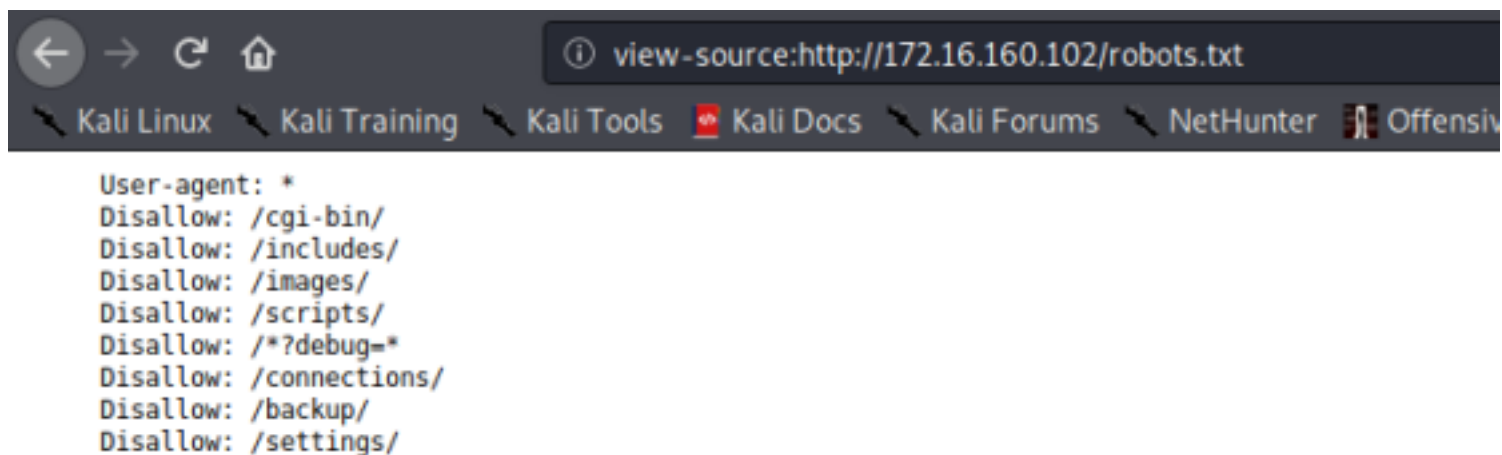 view-source:http://172.16.160.102/robots.txt
Kali Linux Kali Training Kali Tools Kali Docs Kali Forums NetHunter Offensiv
User-agent: *
Disallow: /cgi-bin/
Disallow: /includes/
Disallow: /images/
Disallow: /scripts/
Disallow: /*?debug=*
Disallow: /connections/
Disallow: /backup/
Disallow: /settings/